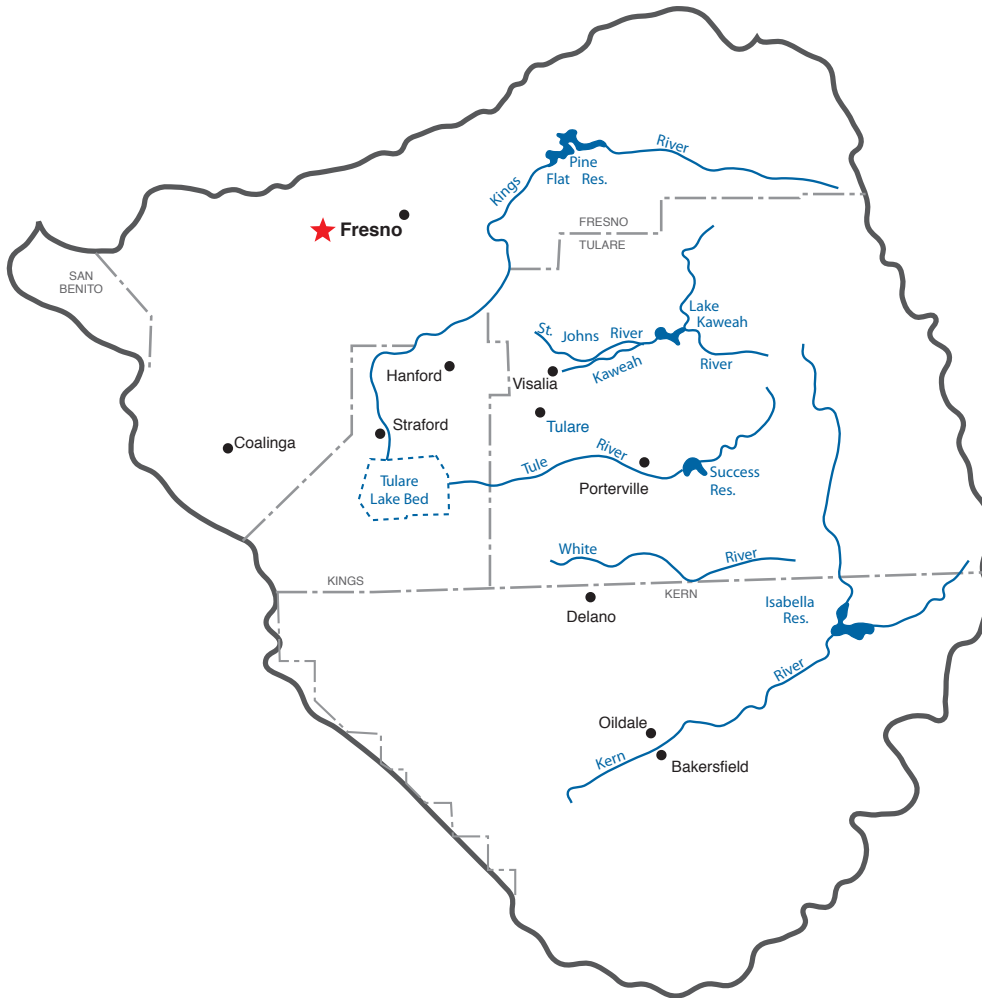 River
Pine
Flat Res.
Kings
Fresno
FRESNO
TULARE
SAN
BENITO
Lake
Kaweah
St. Johns River
Kaweah
River
Hanford
Visalia
Tulare
Straford
Coalinga
River
Tule
Tulare
Lake Bed
Porterville
Success
Res.
White River
KINGS
KERN
Delano
Isabella
Res.
River
Oildale
Kern
Bakersfield